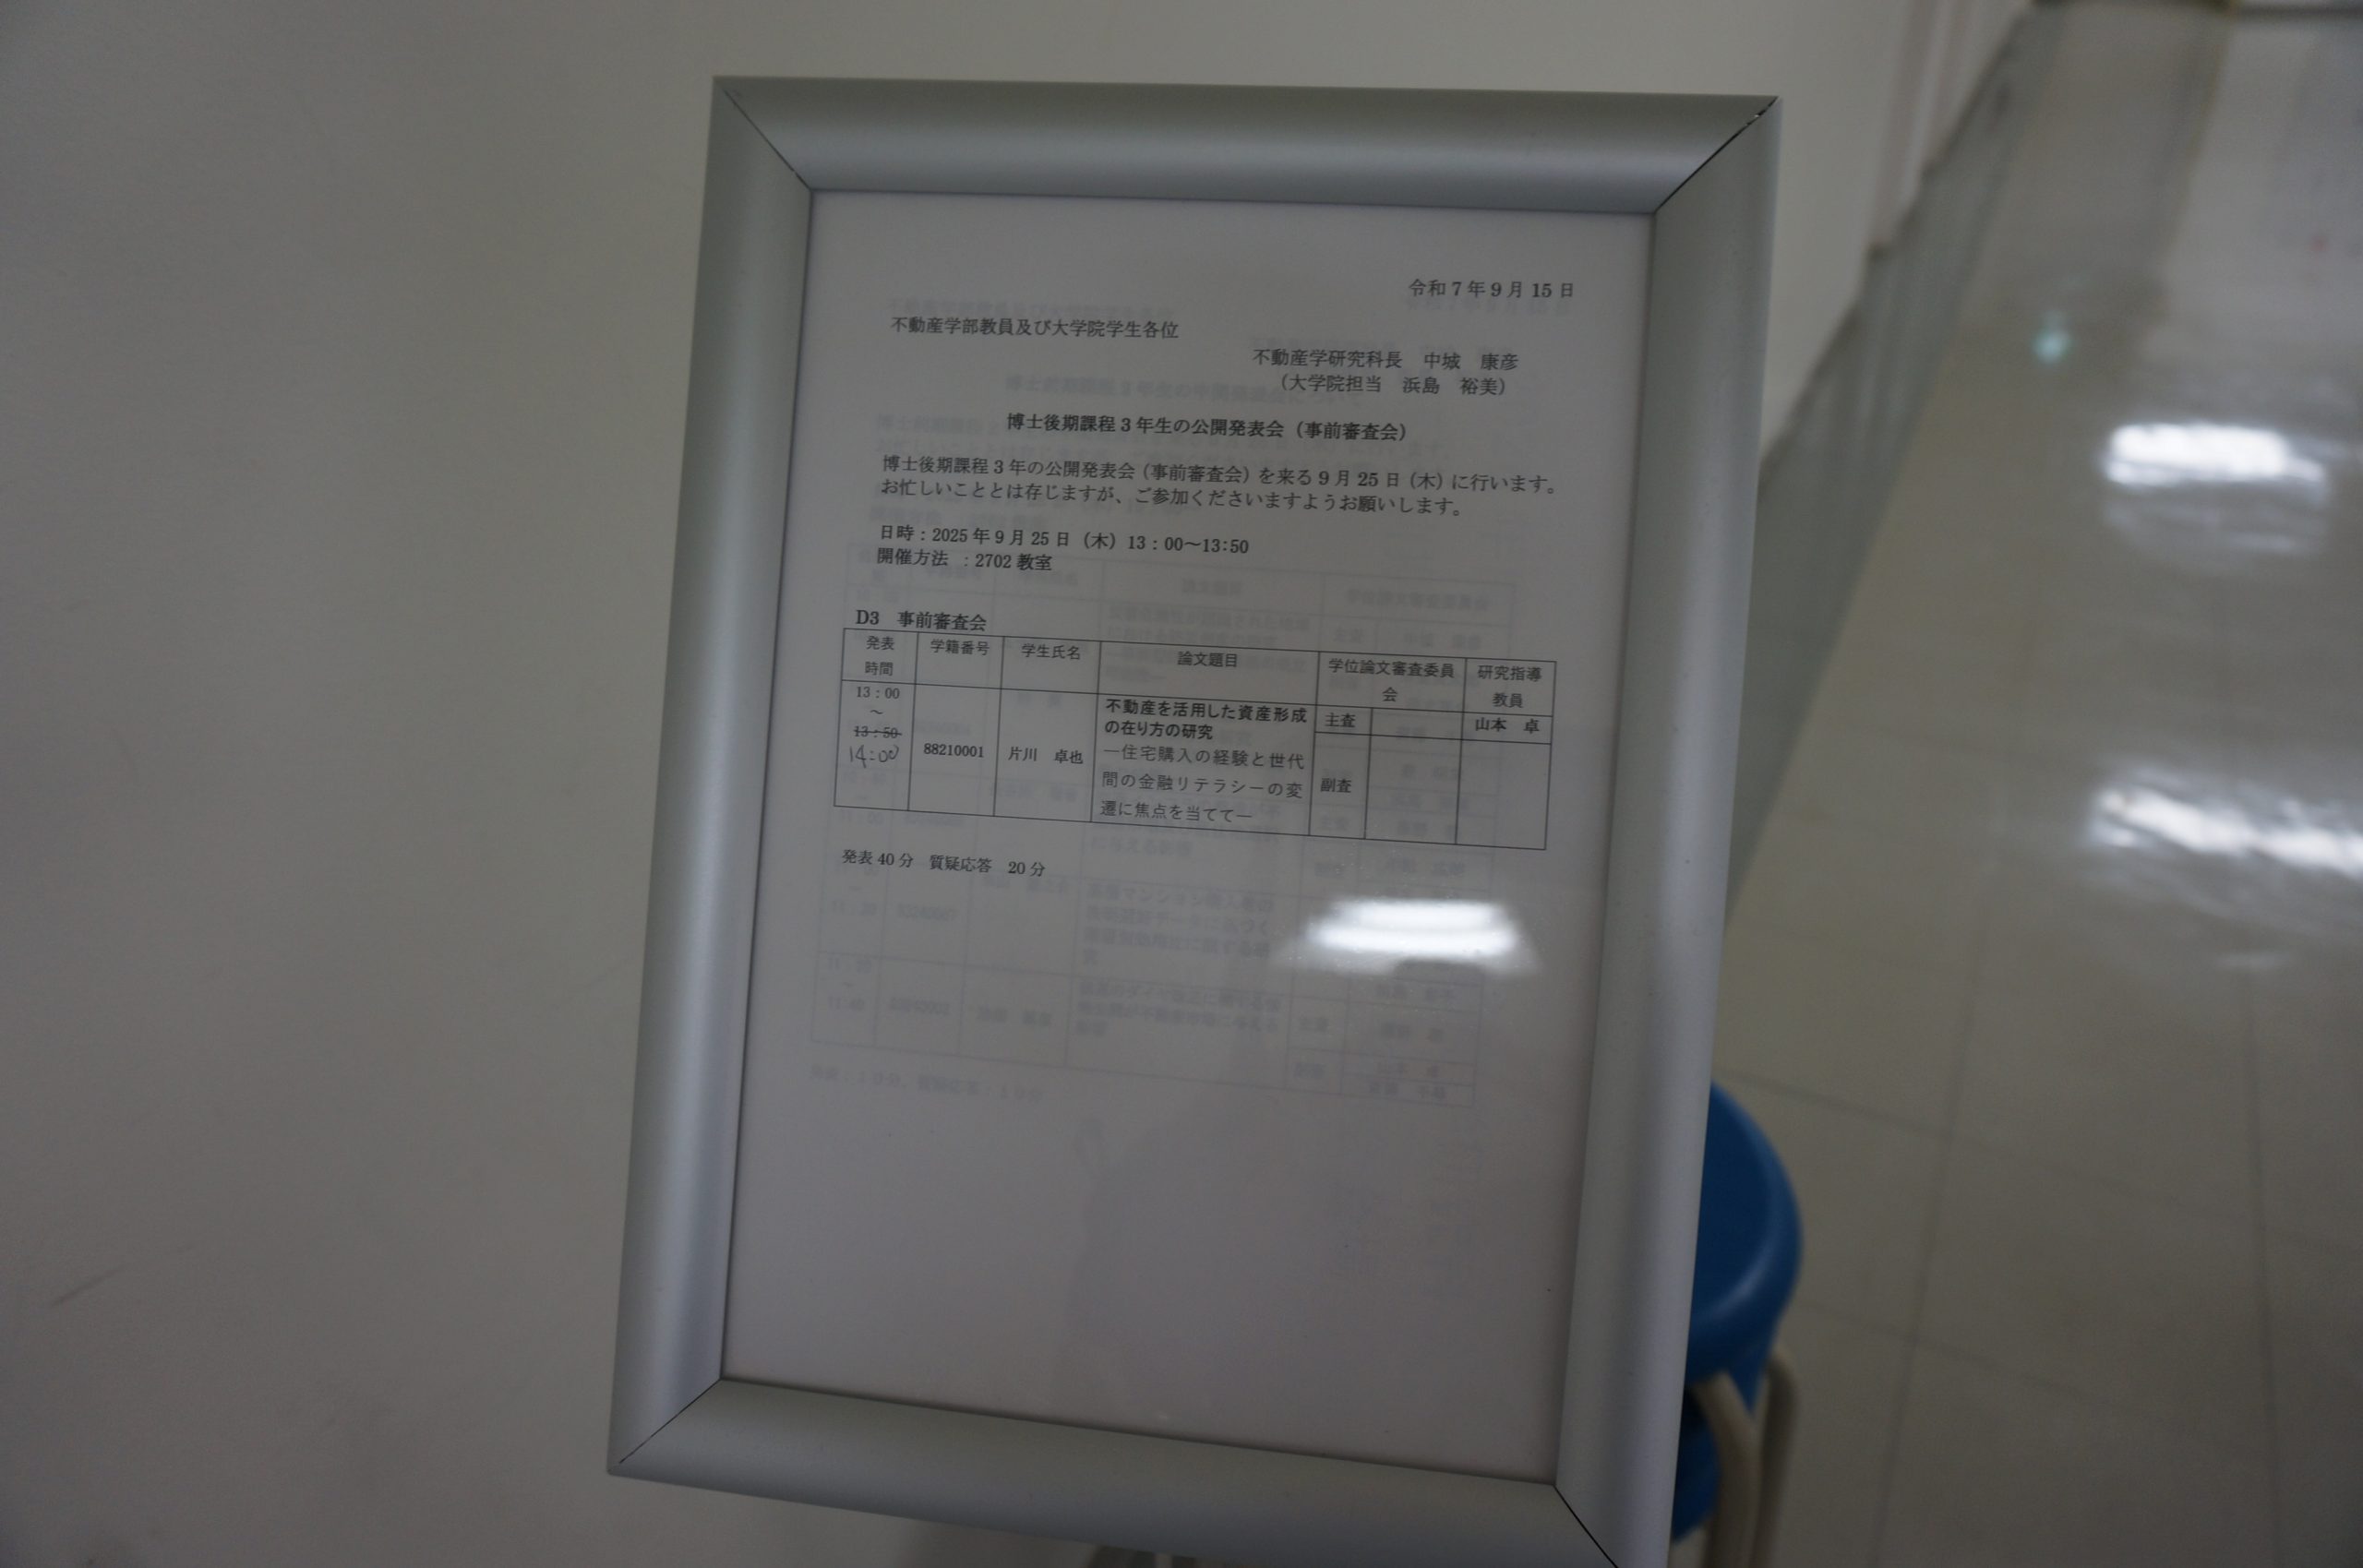 令和7年9月15日
不動産学部教員及び大学院学生各位
不動産学研究科長　中城　康彦
（大学院担当　浜島　裕美）
博士後期課程3年生の公開発表会（事前審査会）
博士後期課程3年の公開発表会（事前審査会）を来る9月25日（木）に行います。
お忙しいこととは存じますが、ご参加くださいますようお願いします。
日時：2025年9月25日（木）13：00～13:50
開催方法　：2702教室
D3　事前審査会
発表
時間
学籍番号
学生氏名
論文題目
学位論文審査委員
会
研究指導
教員
13：00
～
13：50
14:00
88210001
片川　卓也
不動産を活用した資産形成
の在り方の研究
―住宅購入の経験と世代
間の金融リテラシーの変
遷に焦点を当てて―
主査
副査
山本　卓
発表40分　質疑応答　20分